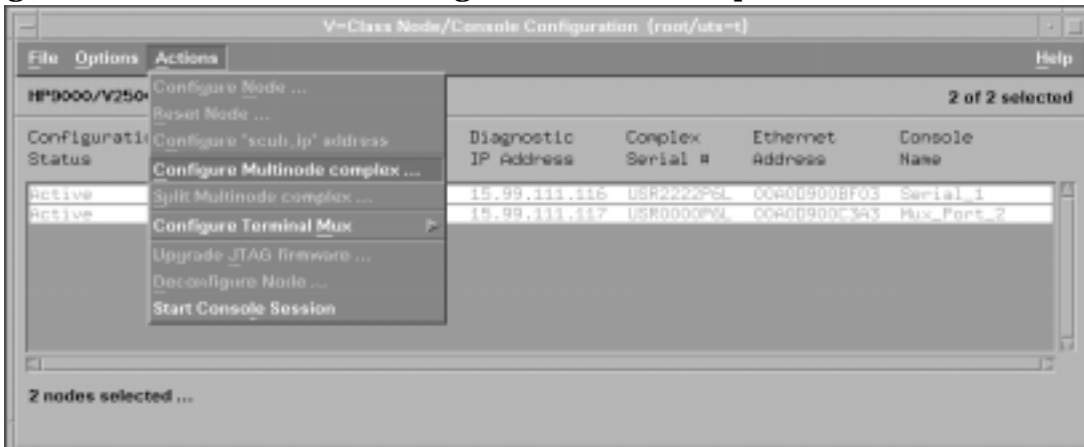 V-Class Node/Console Configuration (root/uts=t)
File Options Actions Help
HP9000/V250 2 of 2 selected
Configurati Diagnostic Complex Ethernet Console
Status IP Address Serial # Address Name
Active 15.99.111.116 USR2222P6L 00A0D900BF03 Serial_1
Active 15.99.111.117 USR0000P6L 00A0D900C3A3 Mux_Port_2
Configure Node ...
Reset Node ...
Configure "scub_ip" address
Configure Multinode complex ...
Split Multinode complex ...
Configure Terminal Mux
Upgrade JTAG firmware ...
Deconfigure Node ...
Start Console Session
2 nodes selected ...